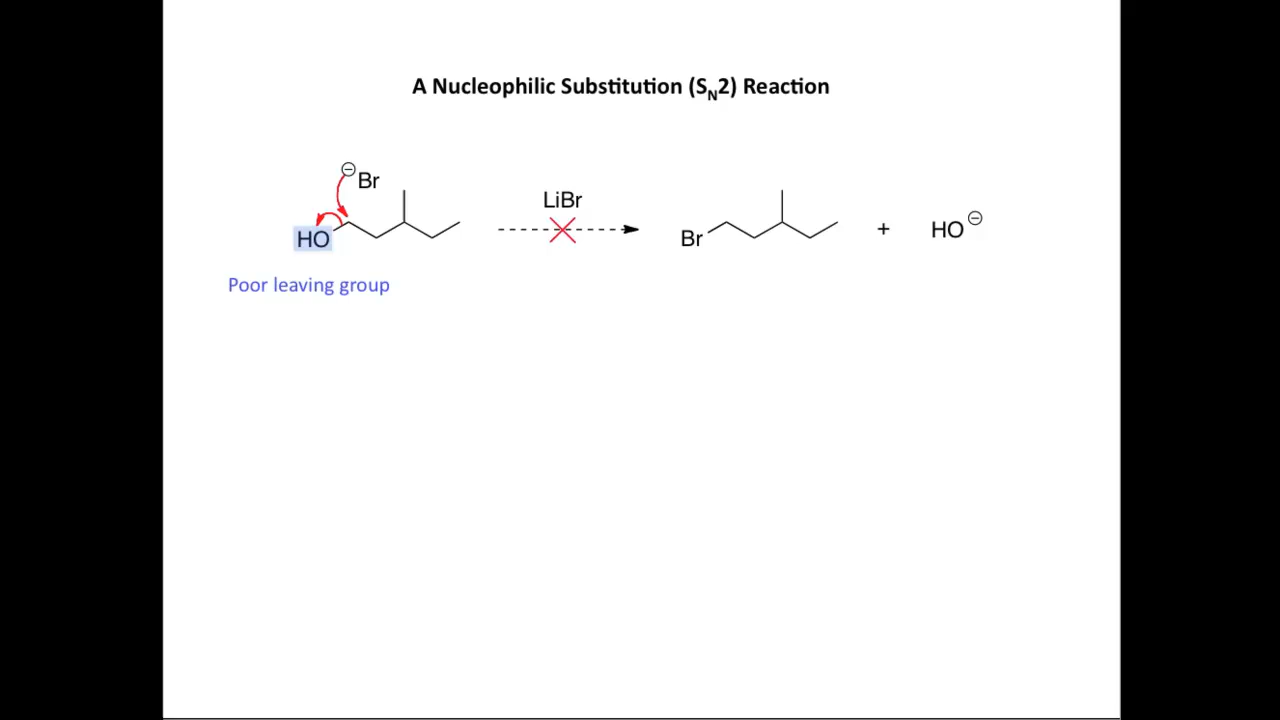 A Nucleophilic Substitution (SN2) Reaction
⊖Br
LiBr
HO
Br
+
HO⊖
Poor leaving group